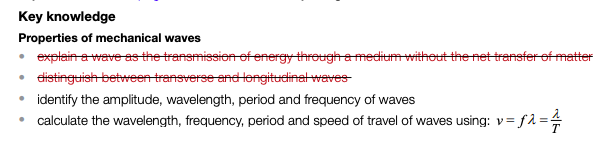 Key knowledge
Properties of mechanical waves
• explain a wave as the transmission of energy through a medium without the net transfer of matter
• distinguish between transverse and longitudinal waves
• identify the amplitude, wavelength, period and frequency of waves
• calculate the wavelength, frequency, period and speed of travel of waves using: v = fλ = λ/T